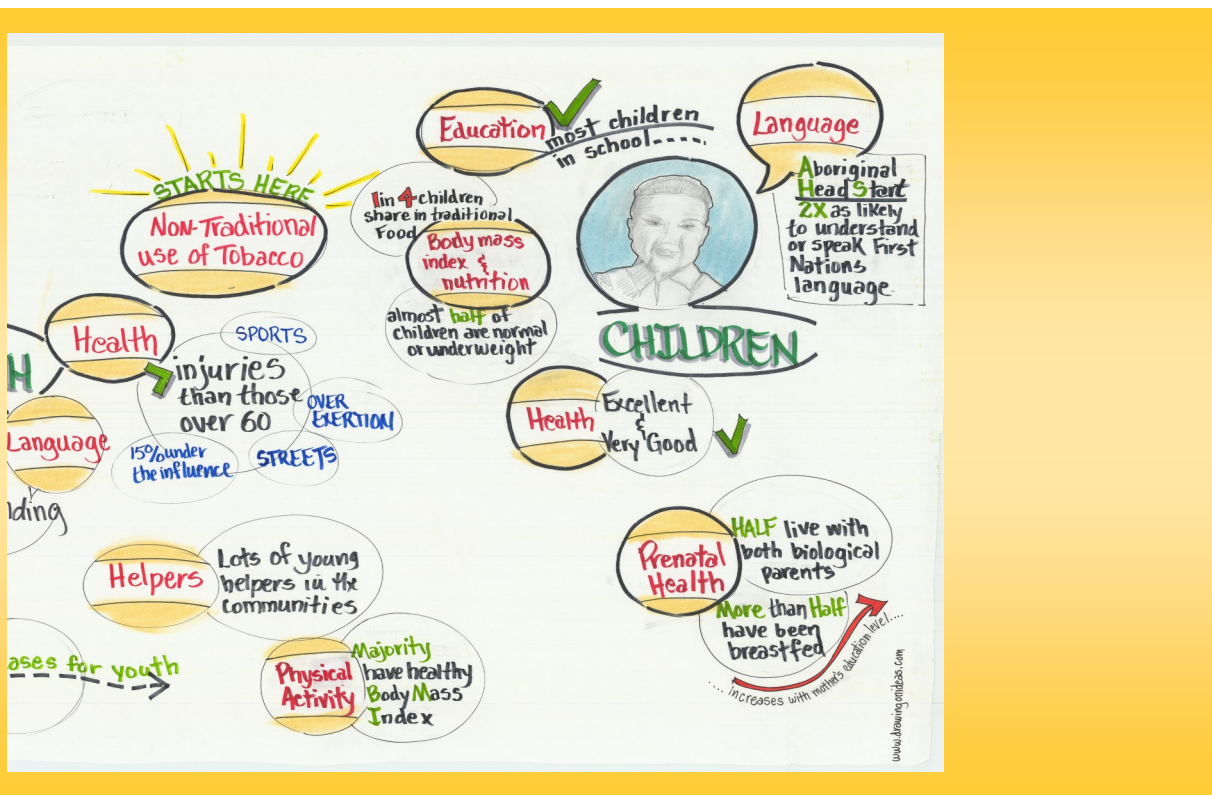 STARTS HERE
Non-Traditional
use of Tobacco
Education
most children
in school----.
Language
Aboriginal
Head Start
2X as likely
to understand
or speak First
Nations
language.
1 in 4 children
share in traditional
Food
Body mass
index &
nutrition
almost half of
children are normal
or underweight
CHILDREN
Health
Excellent
&
Very Good
Health
injuries
than those
over 60
SPORTS
OVER
EXERTION
STREETS
15% under
the influence
H
Language
nding
Helpers
Lots of young
helpers in the
communities
ases for youth
Physical
Activity
Majority
have healthy
Body Mass
Index
Prenatal
Health
HALF live with
both biological
parents
More than Half
have been
breastfed
.... increases with mother's education level....
www.drawingonideas.com